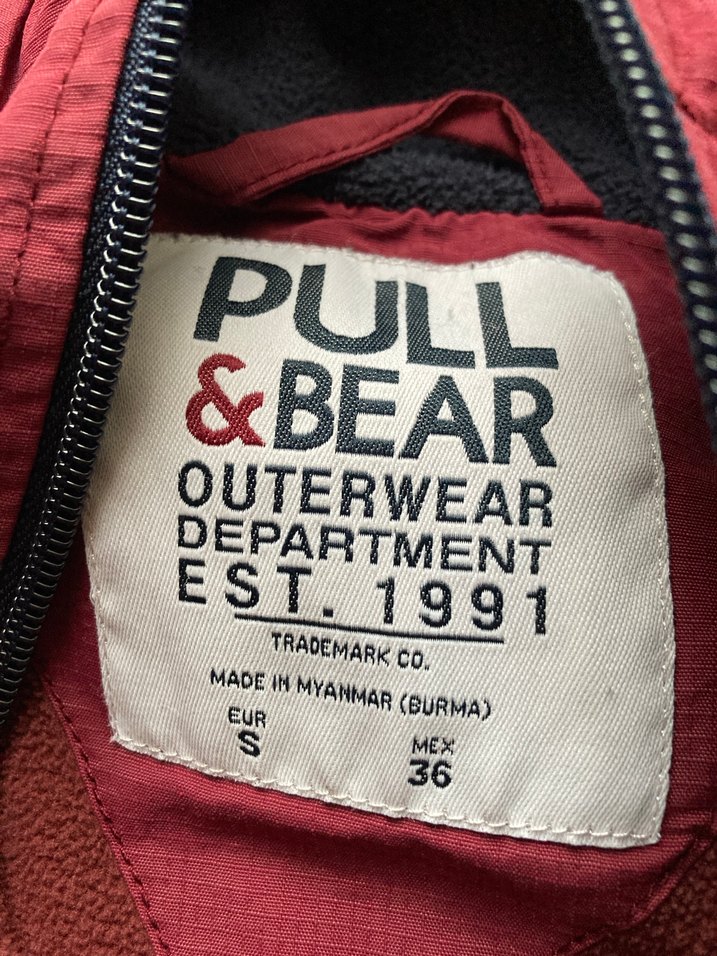 PULL
&BEAR
OUTERWEAR
DEPARTMENT
EST. 1991
TRADEMARK CO.
MADE IN MYANMAR (BURMA)
EUR MEX
S 36